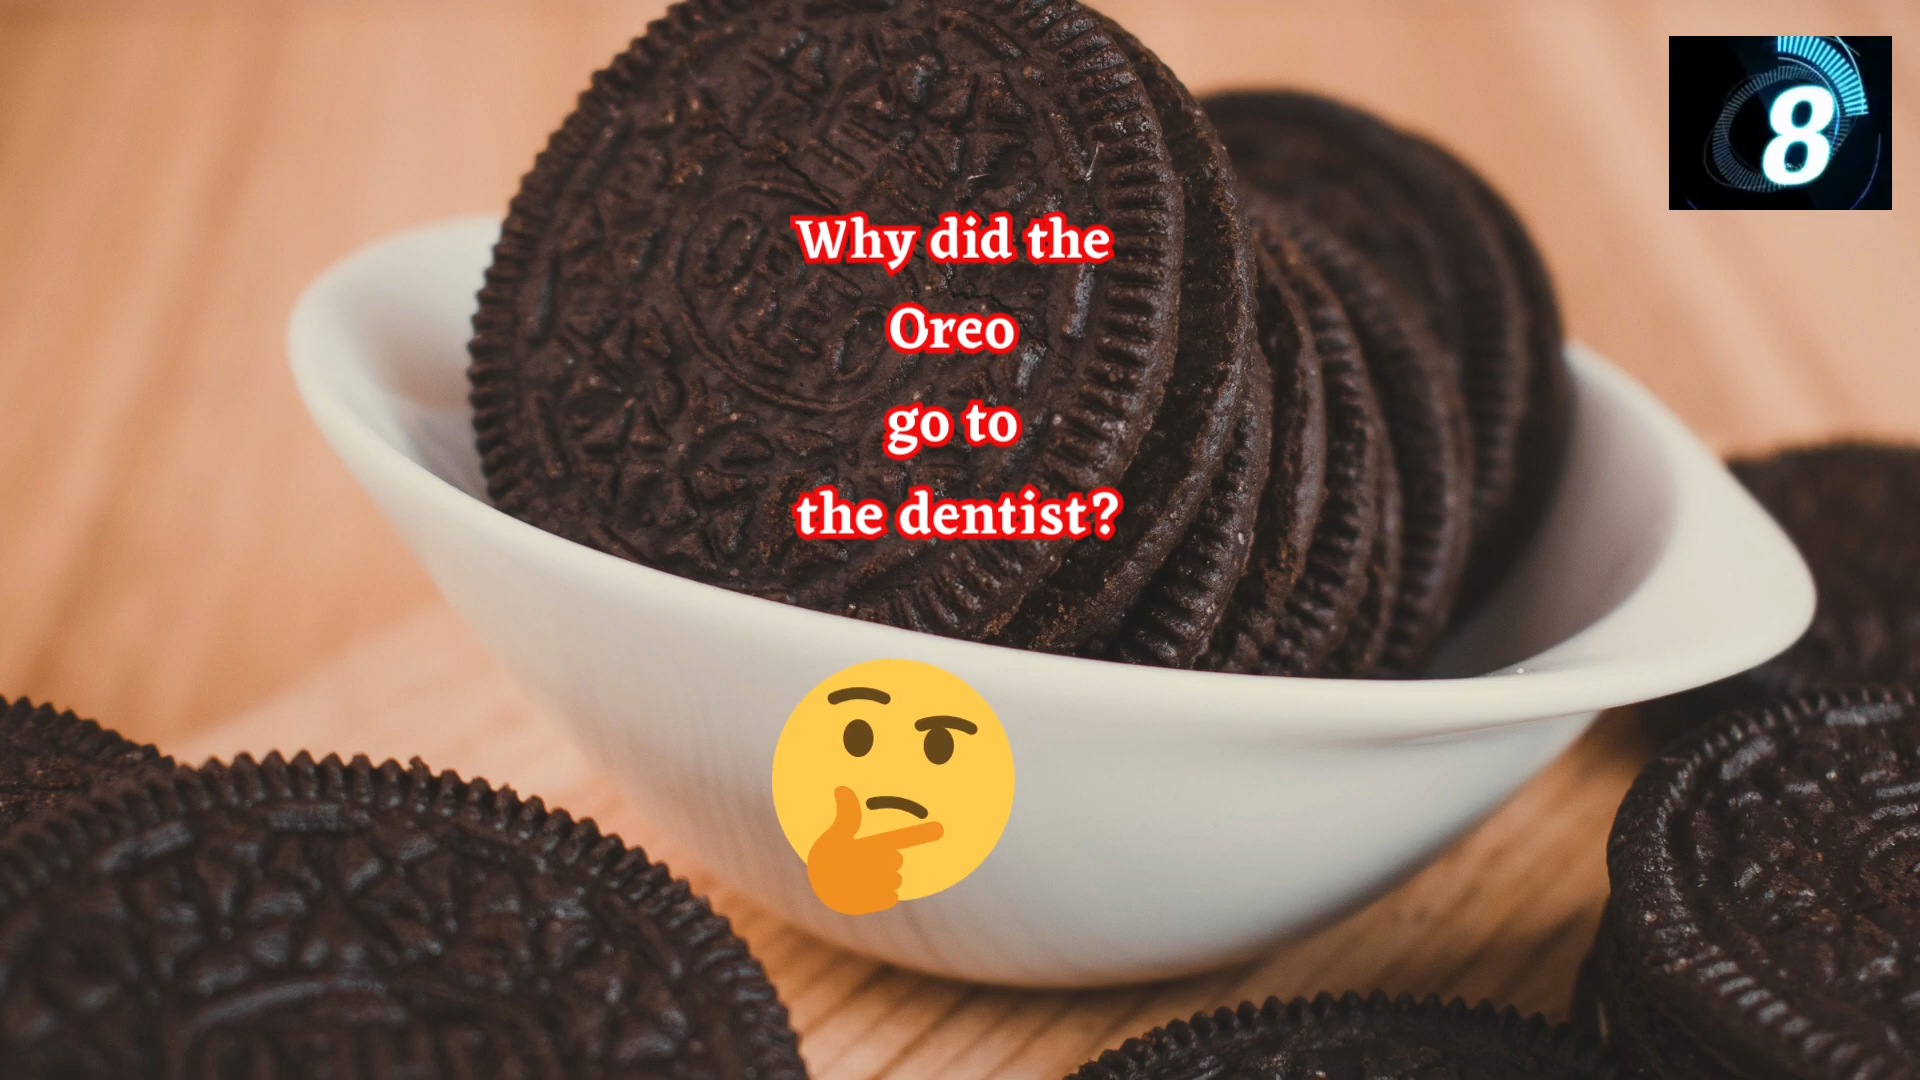 8
Why did the
Oreo
go to
the dentist?